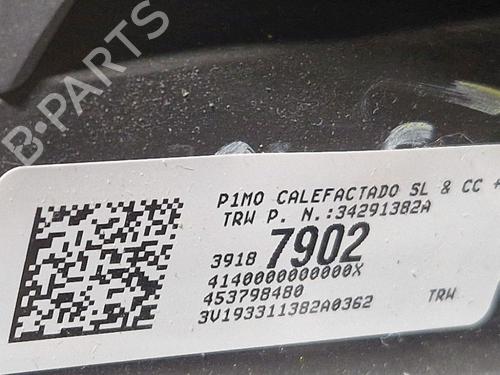 B-PARTS
P1MO CALEFACTADO SL & CC +
TRW P. N.:34291382A
3918 7902
4140000000000X
453798480
3V193311382A0362 TRW